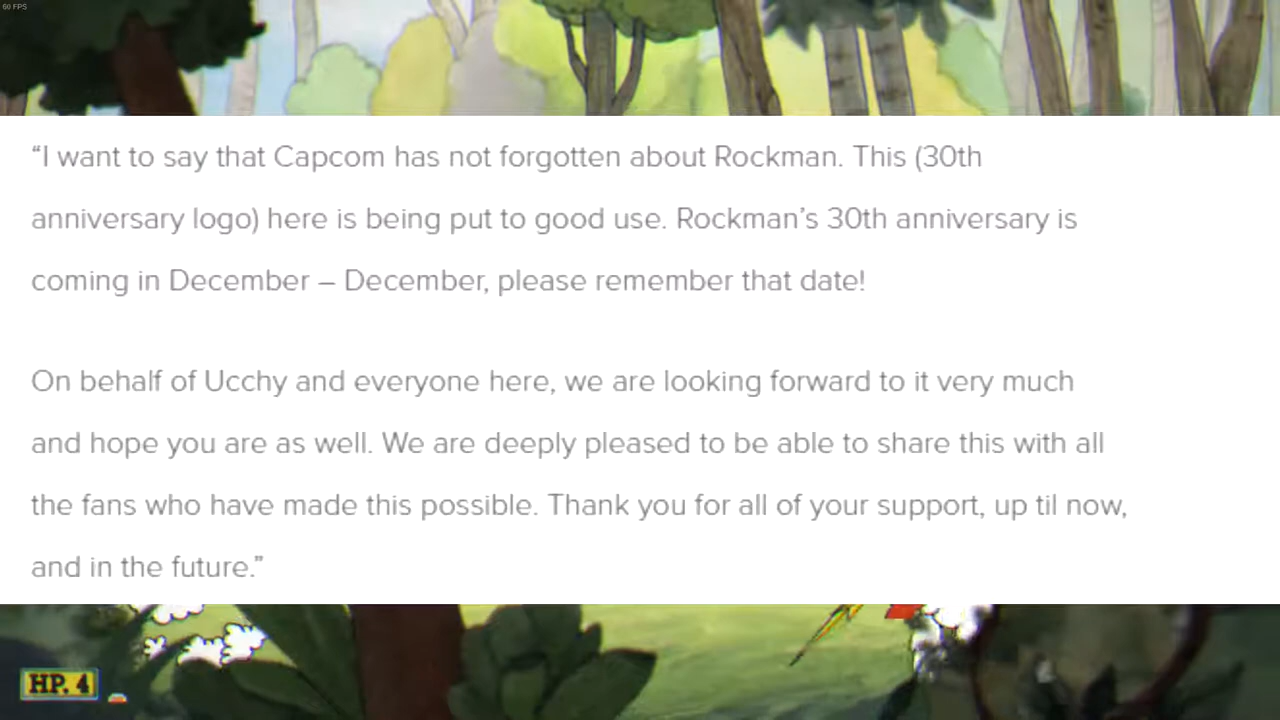 60 FPS
“I want to say that Capcom has not forgotten about Rockman. This (30th
anniversary logo) here is being put to good use. Rockman’s 30th anniversary is
coming in December – December, please remember that date!
On behalf of Ucchy and everyone here, we are looking forward to it very much
and hope you are as well. We are deeply pleased to be able to share this with all
the fans who have made this possible. Thank you for all of your support, up til now,
and in the future.”
HP. 4